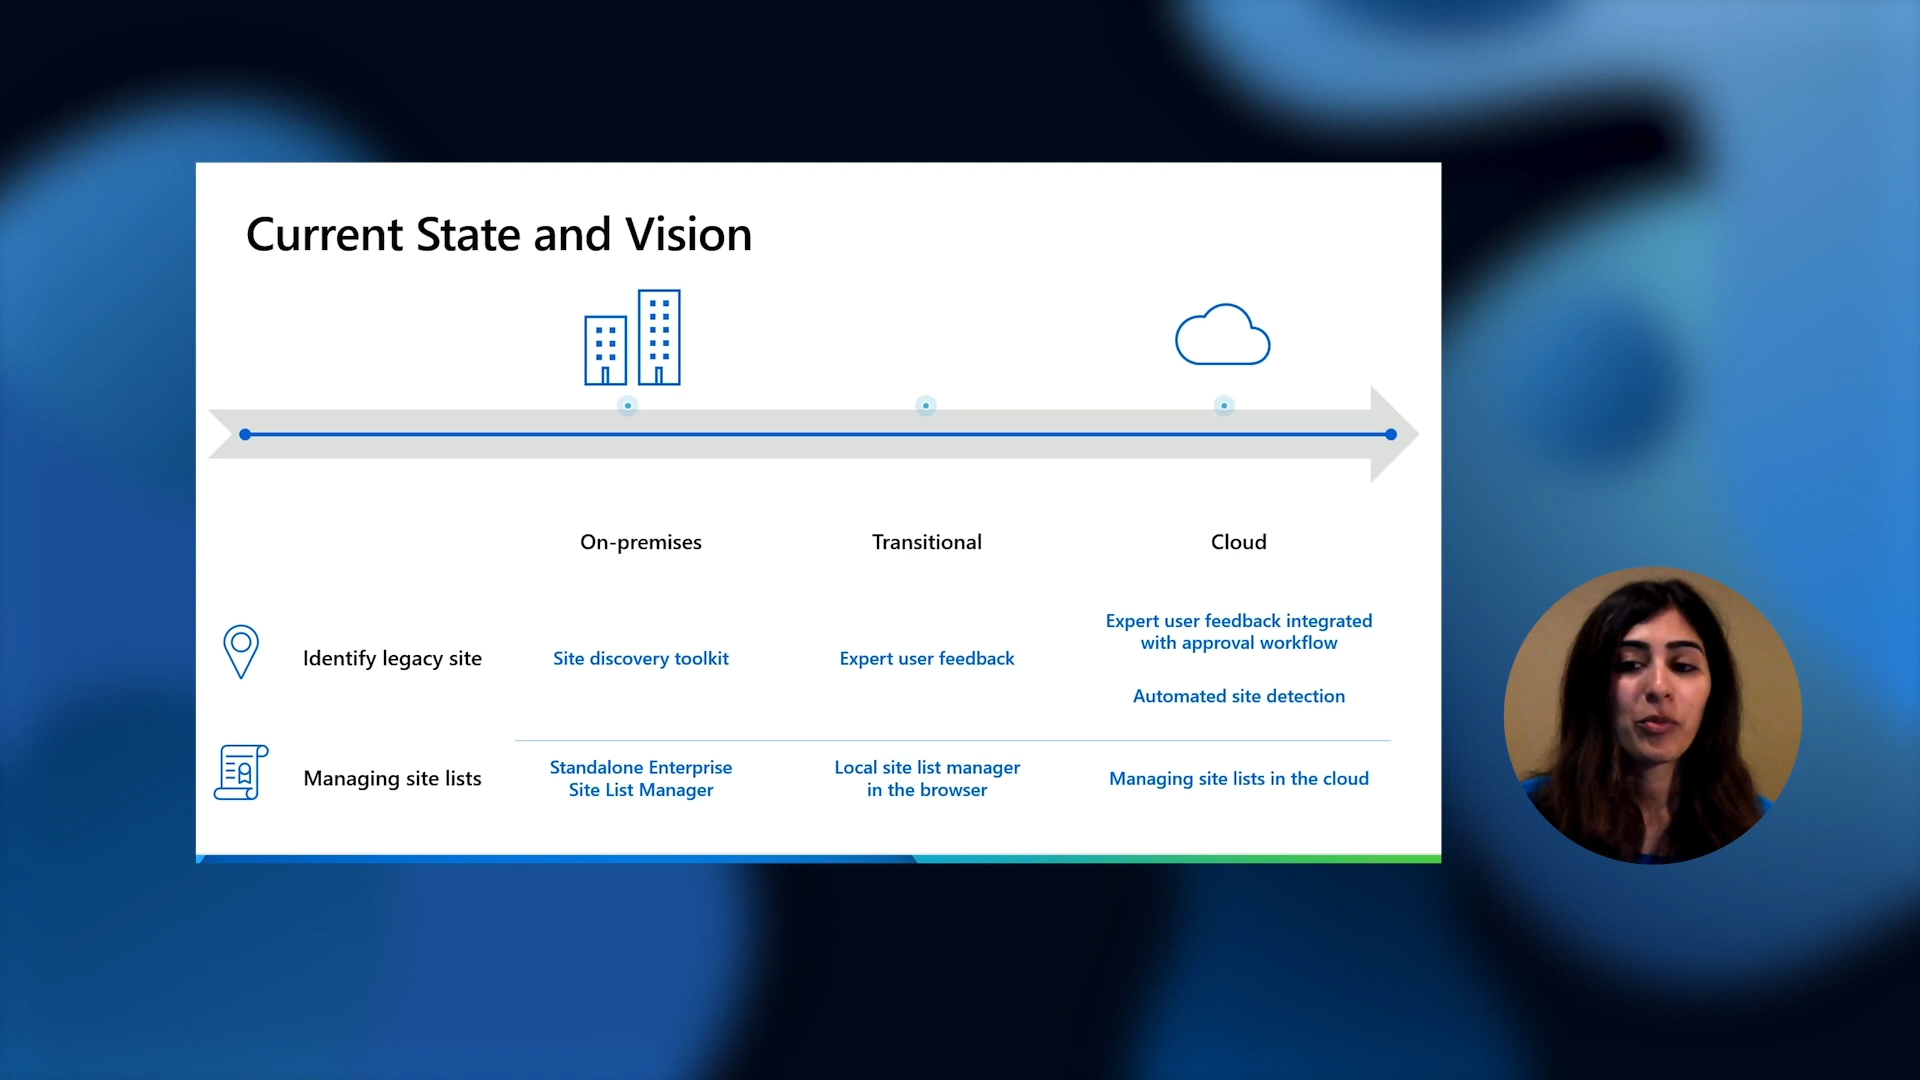 Current State and Vision
On-premises
Transitional
Cloud
Identify legacy site
Site discovery toolkit
Expert user feedback
Expert user feedback integrated
with approval workflow
Automated site detection
Managing site lists
Standalone Enterprise
Site List Manager
Local site list manager
in the browser
Managing site lists in the cloud